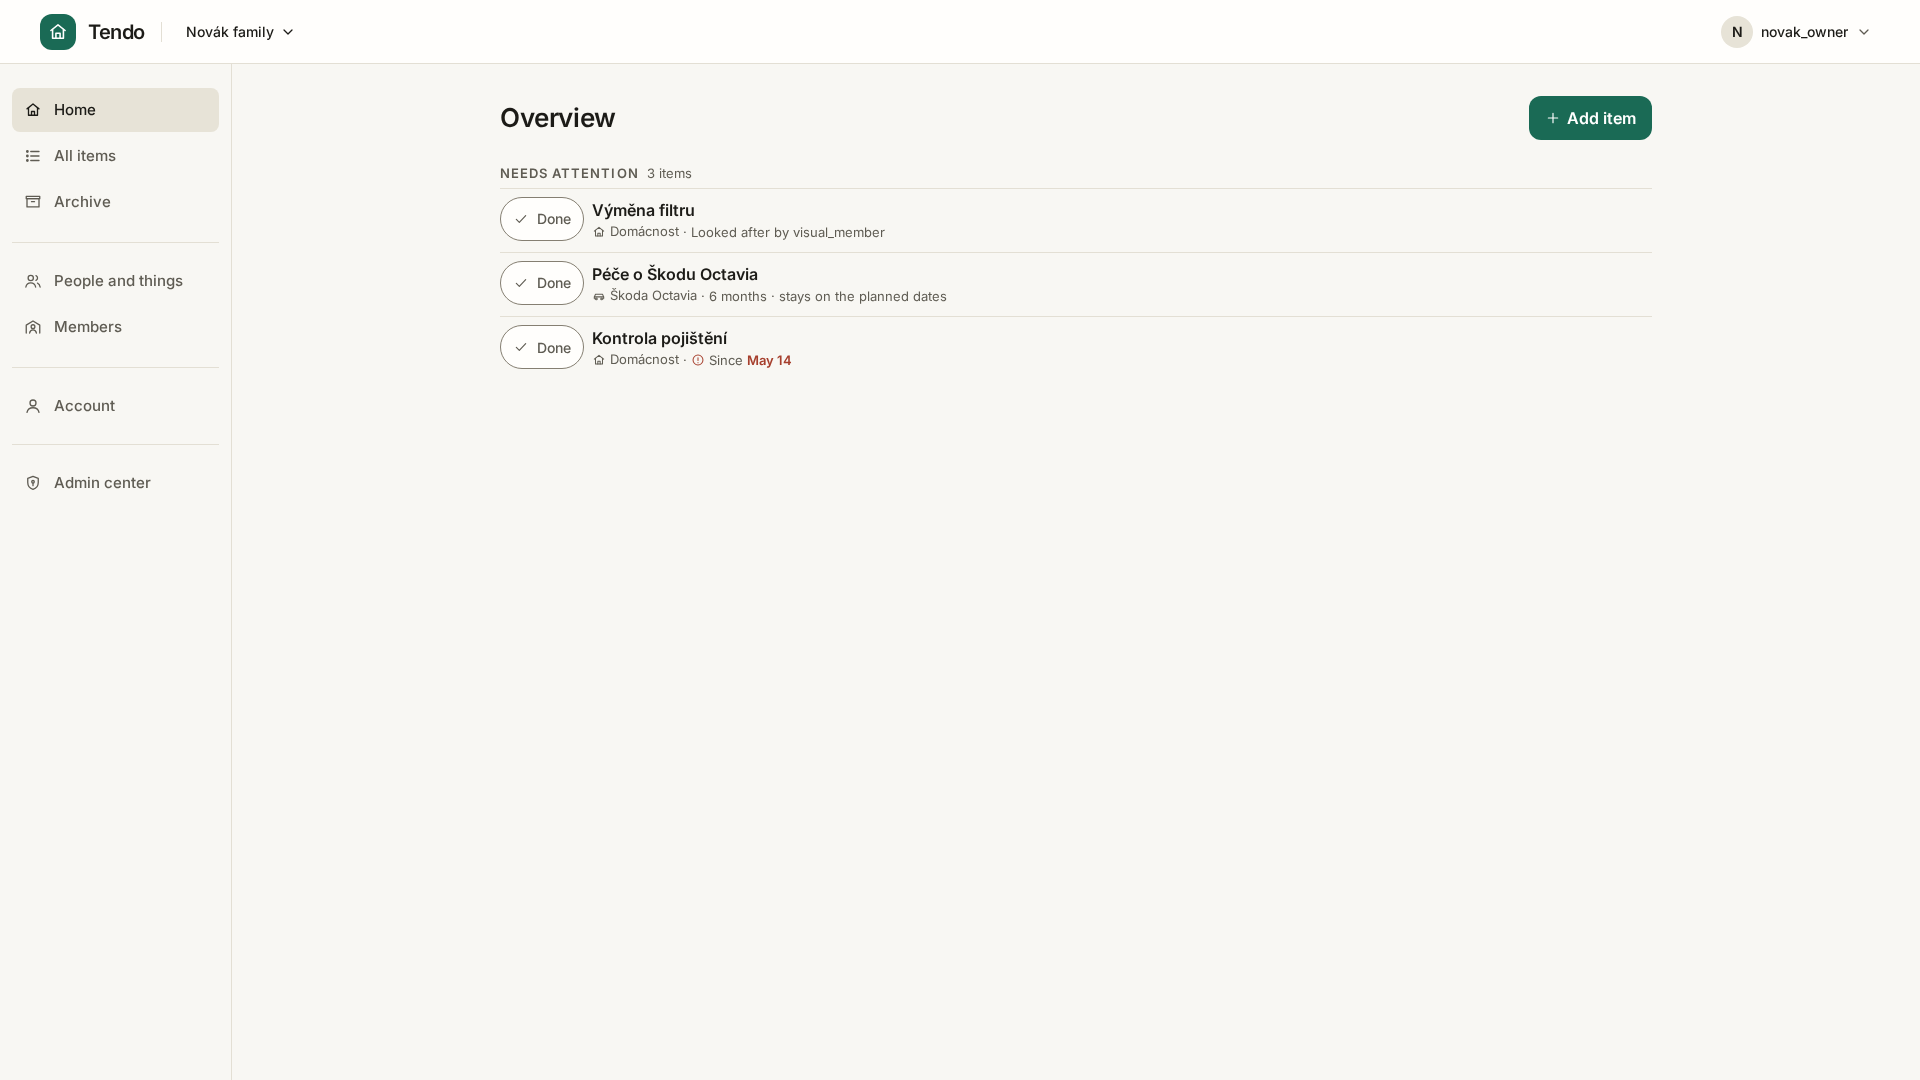 Tendo
Novák family
N
novak_owner
Home
All items
Archive
People and things
Members
Account
Admin center
Overview
Add item
NEEDS ATTENTION 3 items
Done
Výměna filtru
Domácnost · Looked after by visual_member
Done
Péče o Škodu Octavia
Škoda Octavia · 6 months · stays on the planned dates
Done
Kontrola pojištění
Domácnost · Since May 14